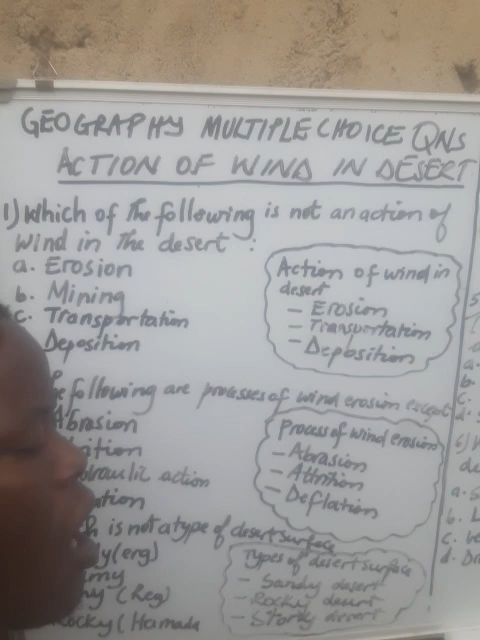 GEOGRAPHY MULTIPLE CHOICE QNS
ACTION OF WIND IN DESERT
1) Which of the following is not an action of
wind in the desert :
a. Erosion
b. Mining
c. Transportation
Deposition
Action of wind in
desert
- Erosion
- Transportation
- Deposition
following are processes of wind erosion except
Abrasion
action
Process of wind erosion
- Abrasion
- Attrition
- Deflation
is not a type of desert surface
(erg)
(Reg)
Rocky (Hamada
Types of desert surface
- Sandy desert
- Rocky desert
- Stony desert
a.
b.
c.
d.
6)
a. S
b. L
c.
d.